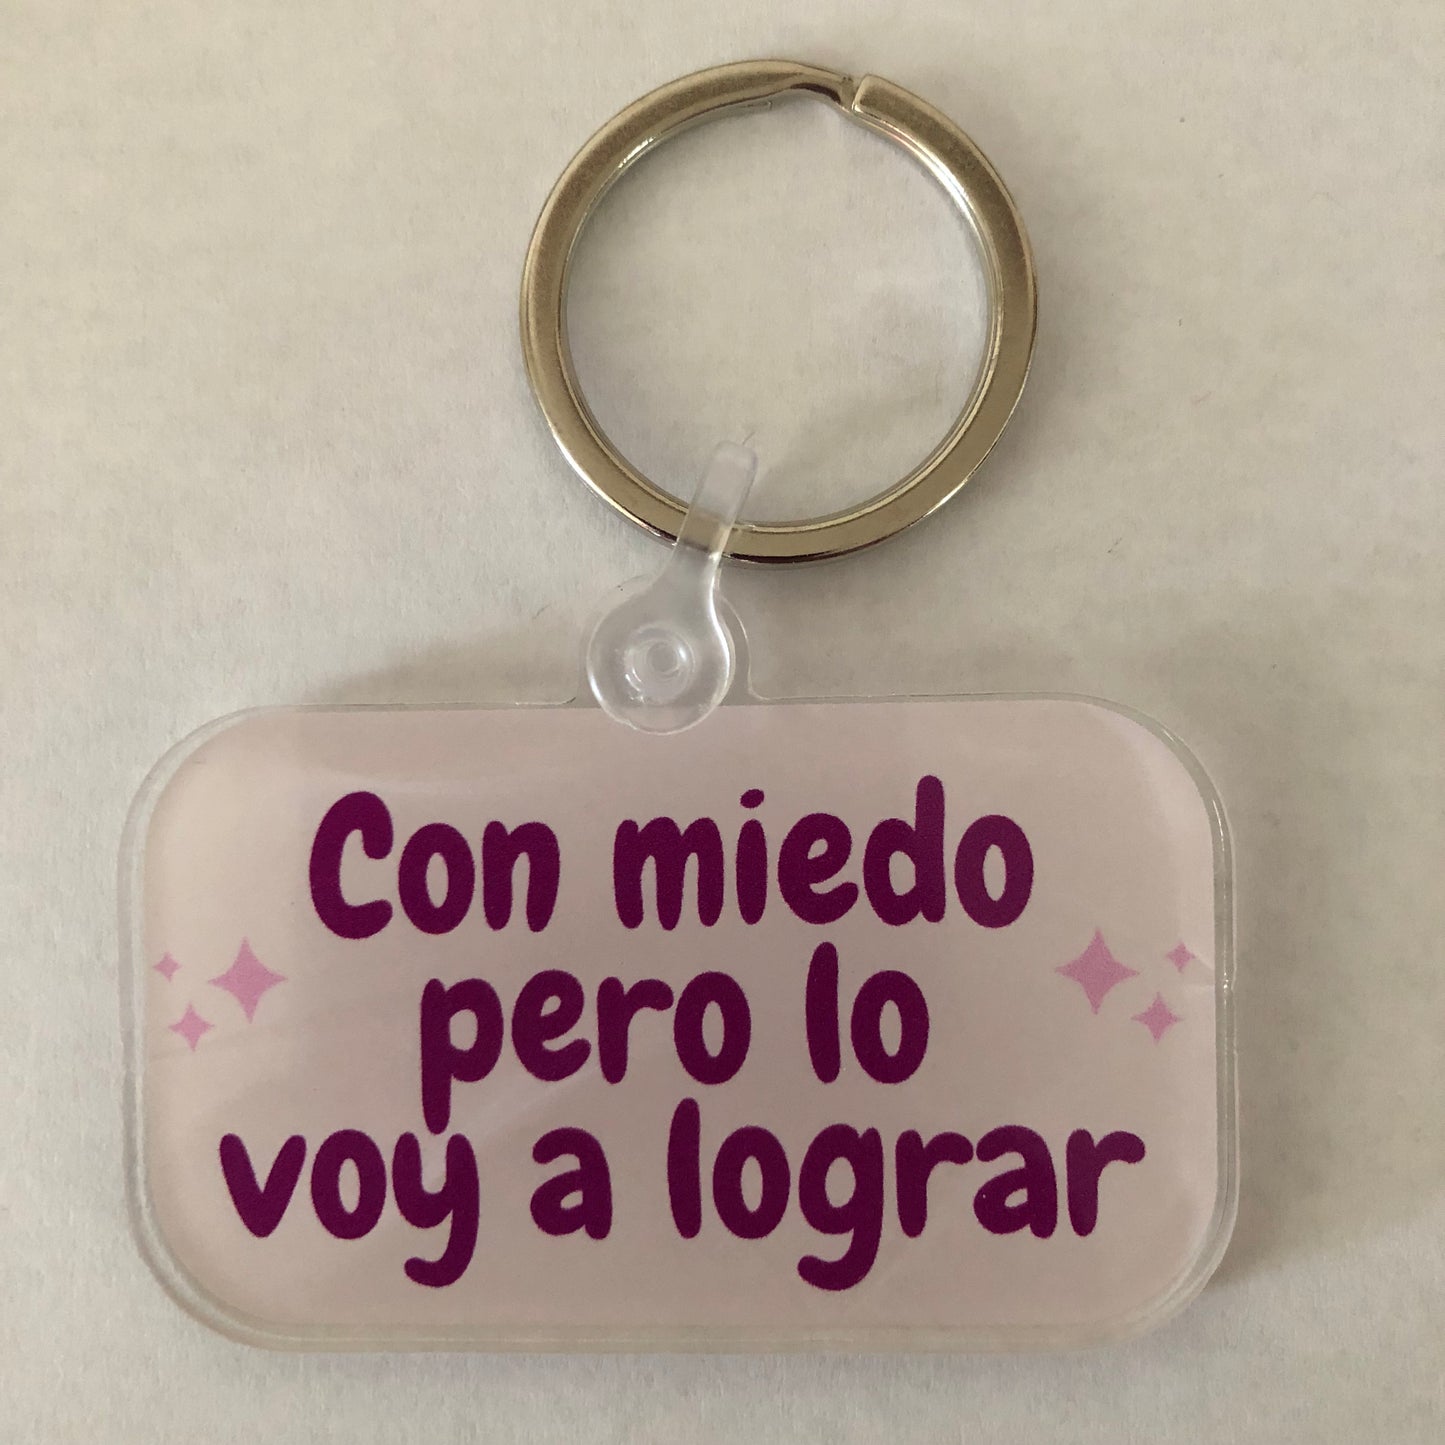 Con miedo
pero lo
voy a lograr